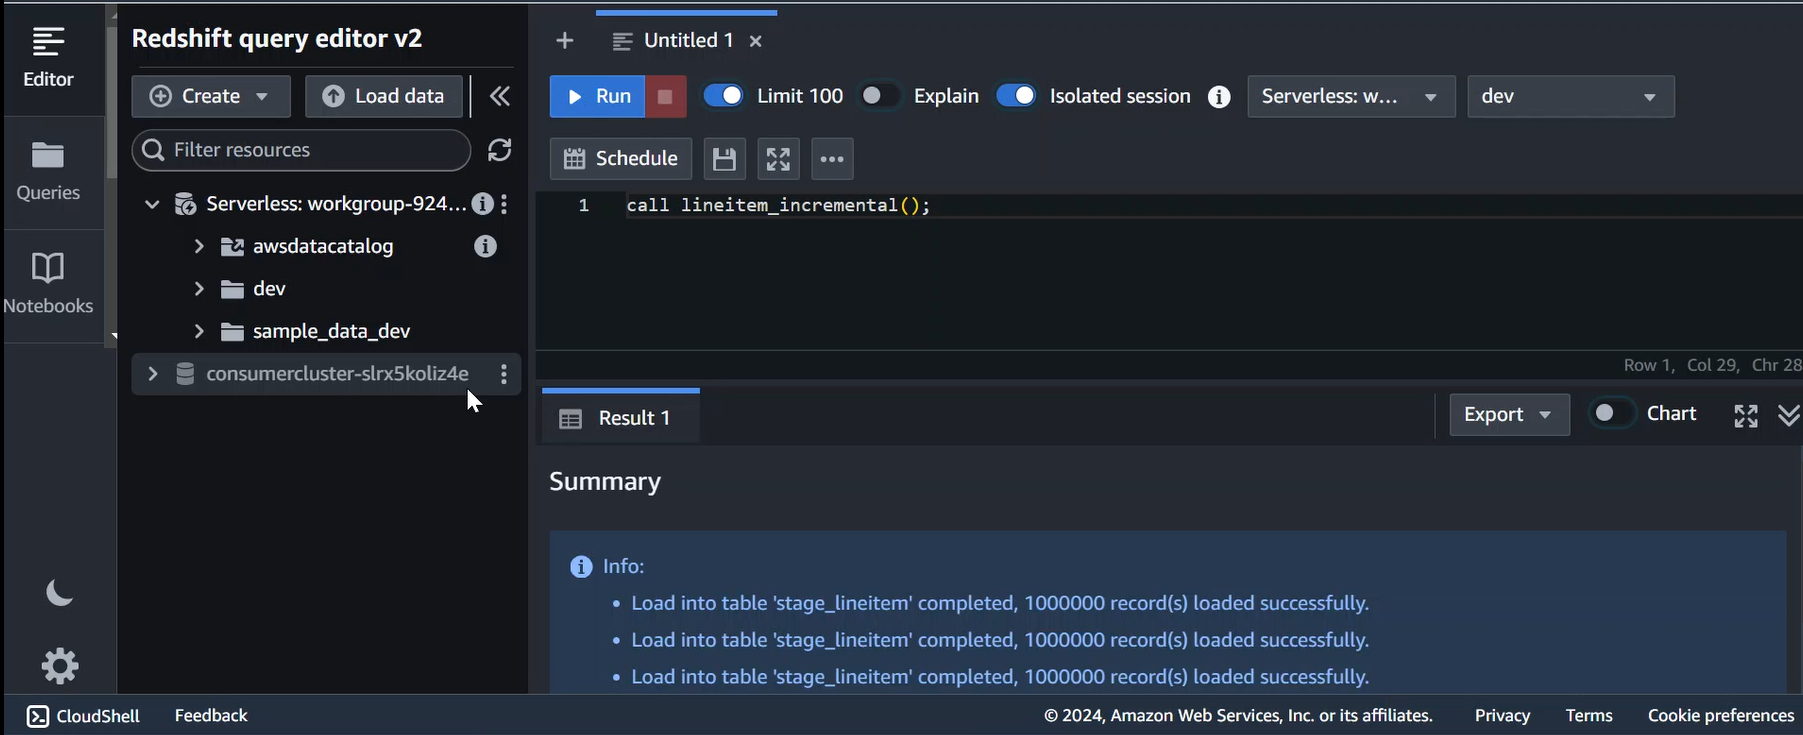 Redshift query editor v2
Editor
Queries
Notebooks
Create
Load data
Filter resources
Serverless: workgroup-924...
awsdatacatalog
dev
sample_data_dev
consumercluster-slrx5koliz4e
Untitled 1
Run
Limit 100
Explain
Isolated session
Serverless: w...
dev
Schedule
1 call lineitem_incremental();
Row 1, Col 29, Chr 28
Result 1
Export
Chart
Summary
Info:
• Load into table 'stage_lineitem' completed, 1000000 record(s) loaded successfully.
• Load into table 'stage_lineitem' completed, 1000000 record(s) loaded successfully.
• Load into table 'stage_lineitem' completed, 1000000 record(s) loaded successfully.
CloudShell Feedback © 2024, Amazon Web Services, Inc. or its affiliates. Privacy Terms Cookie preferences